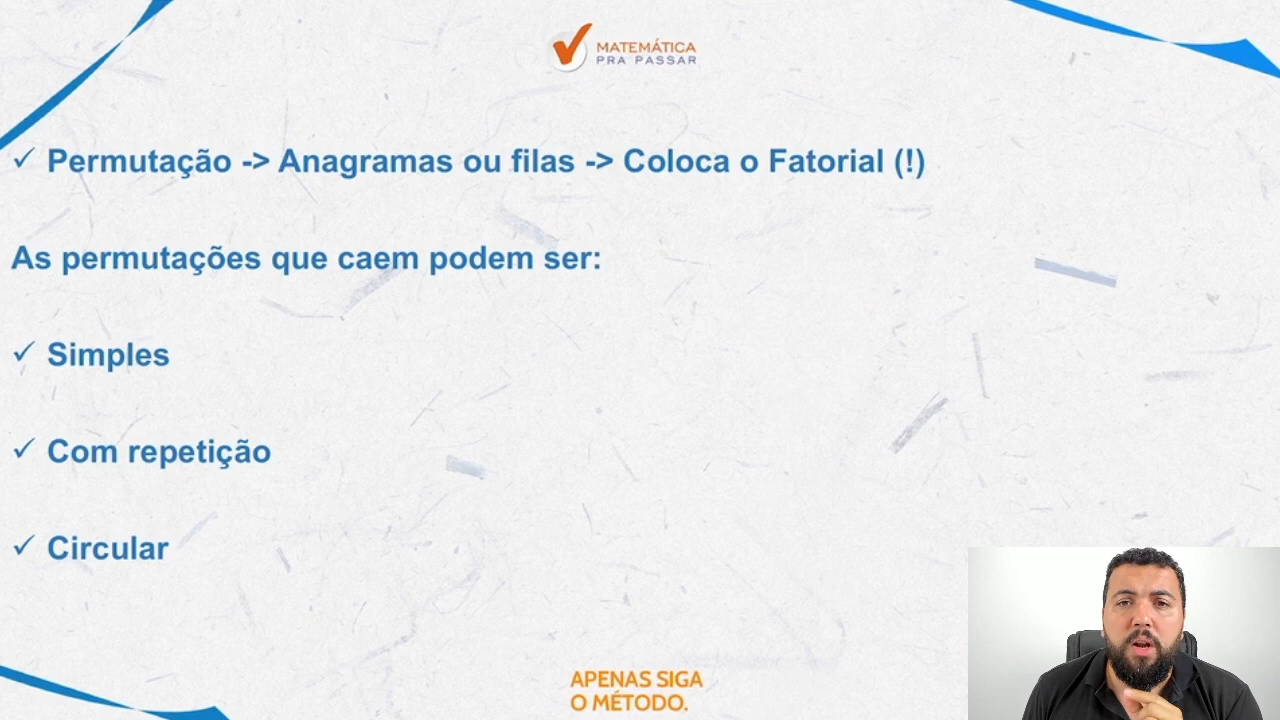 MATEMÁTICA
PRA PASSAR
✓ Permutação -> Anagramas ou filas -> Coloca o Fatorial (!)
As permutações que caem podem ser:
✓ Simples
✓ Com repetição
✓ Circular
APENAS SIGA
O MÉTODO.